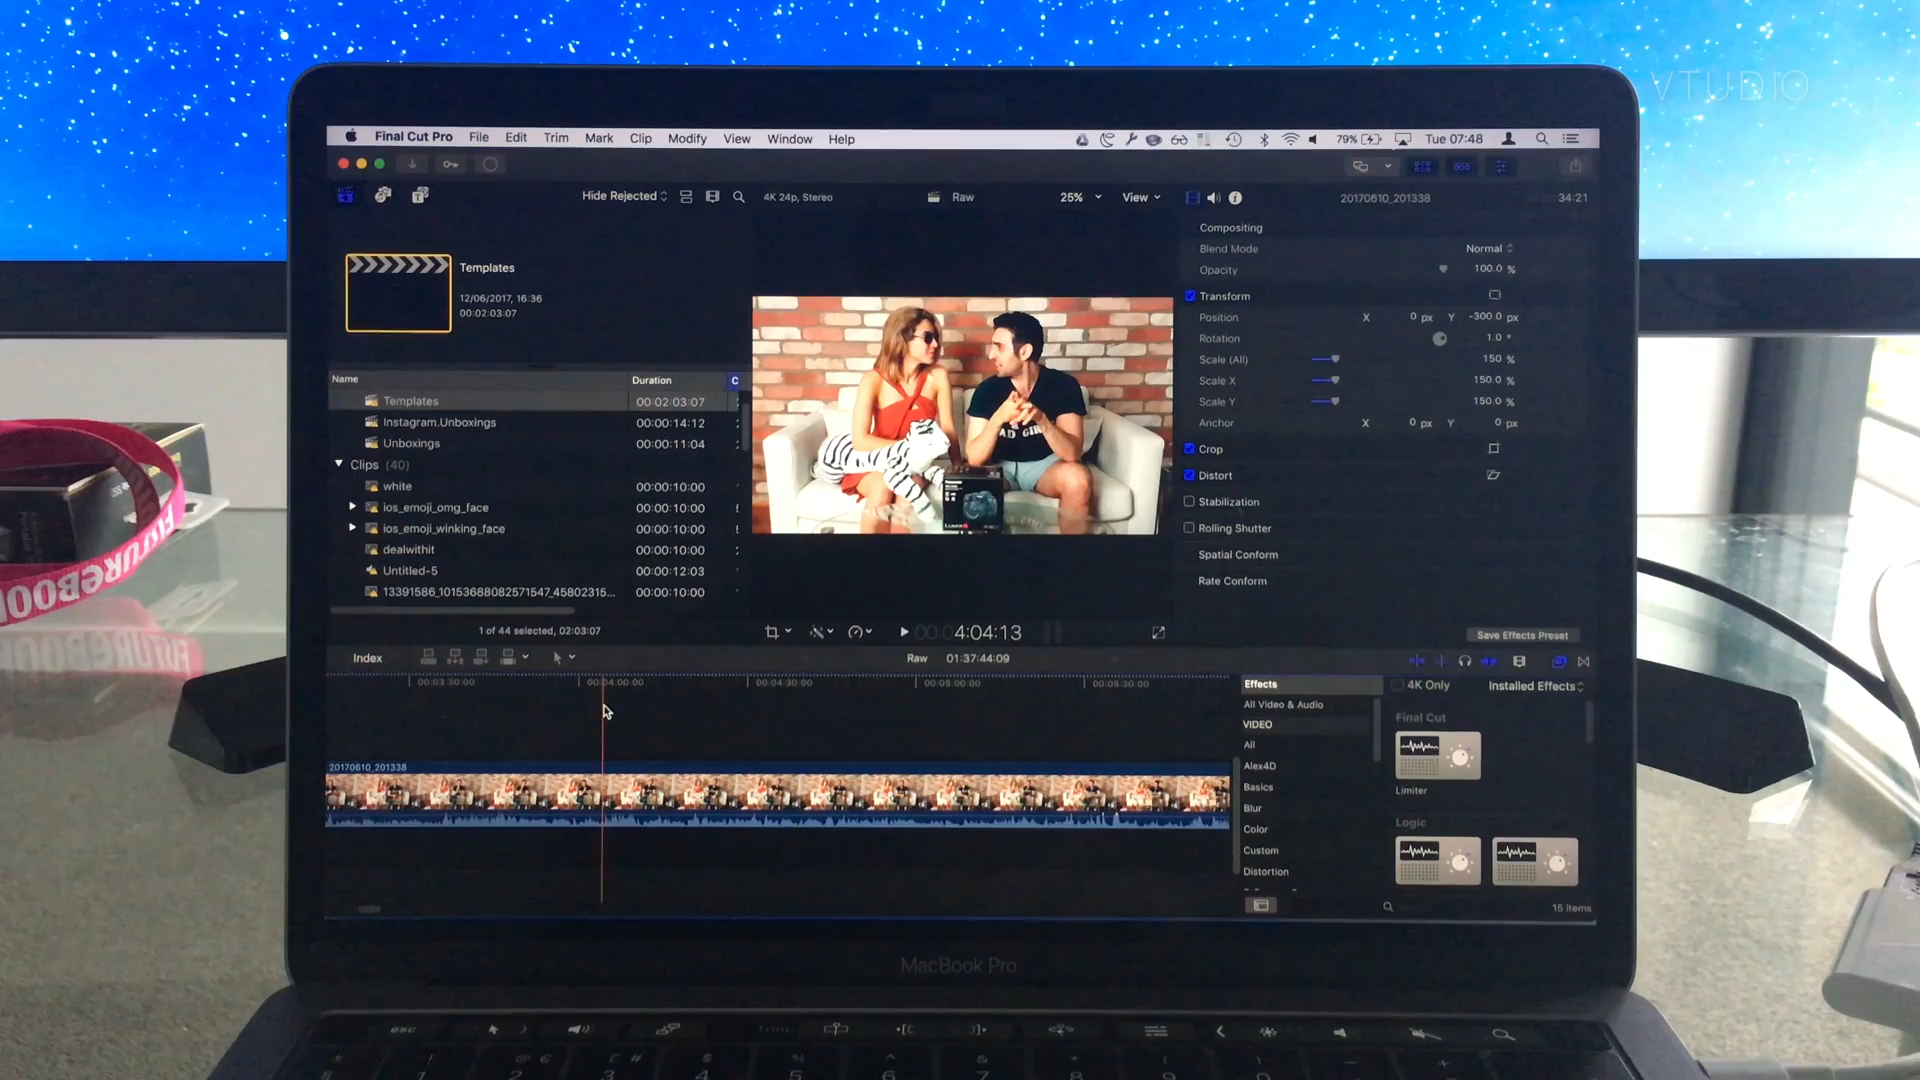 VTUDIO
Final Cut Pro File Edit Trim Mark Clip Modify View Window Help 79% Tue 07:48
Hide Rejected 4K 24p, Stereo Raw 25% View 20170610_201338 34:21
Templates
12/06/2017, 16:36
00:02:03:07
Name Duration C
Templates 00:02:03:07
Instagram.Unboxings 00:00:14:12
Unboxings 00:00:11:04
Clips (40)
white 00:00:10:00
ios_emoji_omg_face 00:00:10:00
ios_emoji_winking_face 00:00:10:00
dealwithit 00:00:10:00
Untitled-5 00:00:12:03
13391586_10153688082571547_45802315... 00:00:10:00
1 of 44 selected, 02:03:07
00:04:04:13
Compositing
Blend Mode Normal
Opacity 100.0 %
Transform
Position X 0 px Y -300.0 px
Rotation 1.0 °
Scale (All) 150 %
Scale X 150.0 %
Scale Y 150.0 %
Anchor X 0 px Y 0 px
Crop
Distort
Stabilization
Rolling Shutter
Spatial Conform
Rate Conform
Save Effects Preset
Index Raw 01:37:44:09
00:03:30:00 00:04:00:00 00:04:30:00 00:05:00:00 00:05:30:00
20170610_201338
Effects 4K Only Installed Effects
All Video & Audio
VIDEO
All
Alex4D
Basics
Blur
Color
Custom
Distortion
Final Cut
Limiter
Logic
15 items
FUTUREBOOK
MacBook Pro
esc